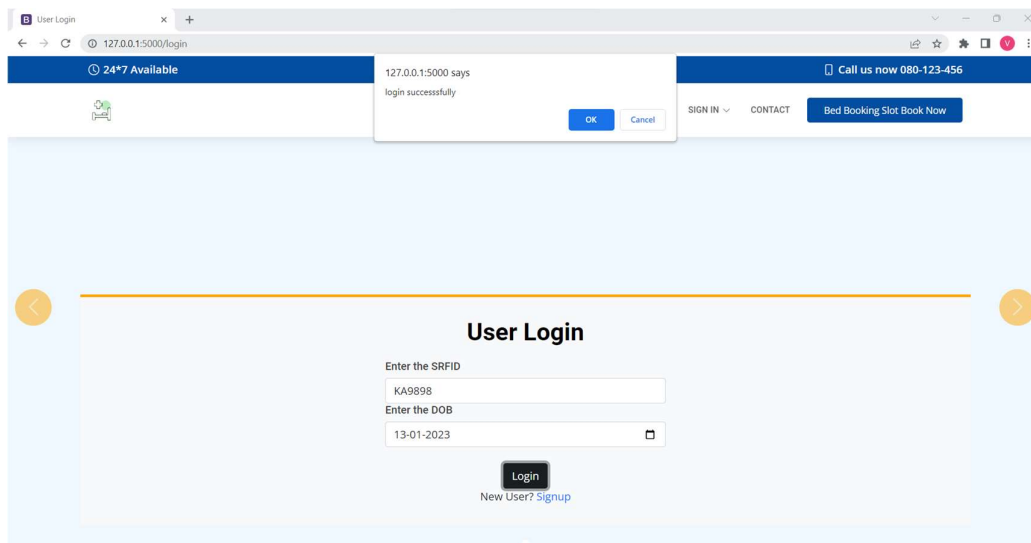 B User Login
127.0.0.1:5000/login
V
24*7 Available
Call us now 080-123-456
127.0.0.1:5000 says
login successsfully
OK
Cancel
SIGN IN
CONTACT
Bed Booking Slot Book Now
User Login
Enter the SRFID
KA9898
Enter the DOB
13-01-2023
Login
New User? Signup